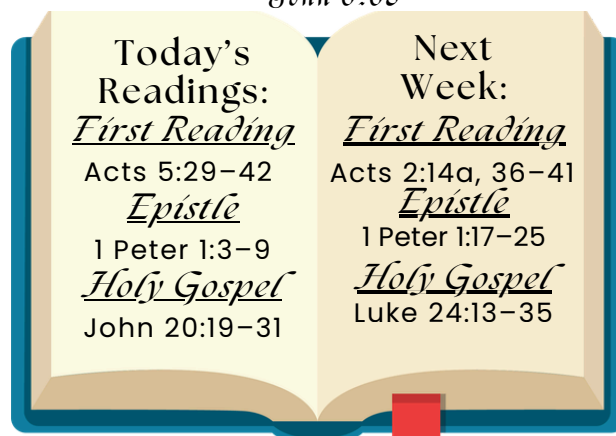 Today's
Readings:
First Reading
Acts 5:29–42
Epistle
1 Peter 1:3–9
Holy Gospel
John 20:19–31
Next
Week:
First Reading
Acts 2:14a, 36–41
Epistle
1 Peter 1:17–25
Holy Gospel
Luke 24:13–35